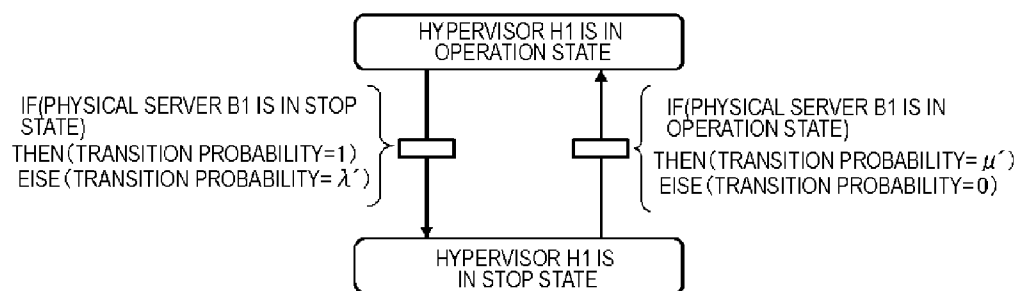 HYPERVISOR H1 IS IN
OPERATION STATE
IF(PHYSICAL SERVER B1 IS IN STOP
STATE)
THEN(TRANSITION PROBABILITY=1)
EISE(TRANSITION PROBABILITY=λ´)
IF(PHYSICAL SERVER B1 IS IN
OPERATION STATE)
THEN(TRANSITION PROBABILITY=μ´)
EISE(TRANSITION PROBABILITY=0)
HYPERVISOR H1 IS
IN STOP STATE